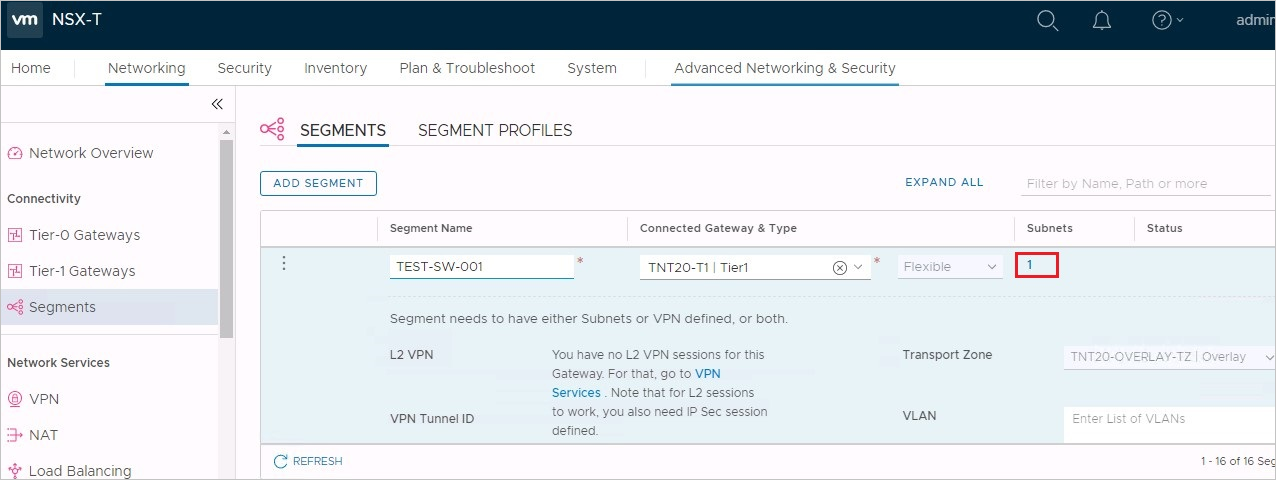 vm NSX-T
admin
Home Networking Security Inventory Plan & Troubleshoot System Advanced Networking & Security
Network Overview
Connectivity
Tier-0 Gateways
Tier-1 Gateways
Segments
Network Services
VPN
NAT
Load Balancing
SEGMENTS SEGMENT PROFILES
ADD SEGMENT EXPAND ALL Filter by Name, Path or more
Segment Name Connected Gateway & Type Subnets Status
TEST-SW-001 * TNT20-T1 | Tier1 * Flexible 1
Segment needs to have either Subnets or VPN defined, or both.
L2 VPN
You have no L2 VPN sessions for this
Gateway. For that, go to VPN
Services . Note that for L2 sessions
to work, you also need IP Sec session
defined.
Transport Zone TNT20-OVERLAY-TZ | Overlay
VPN Tunnel ID
VLAN Enter List of VLANs
REFRESH 1 - 16 of 16 Seg